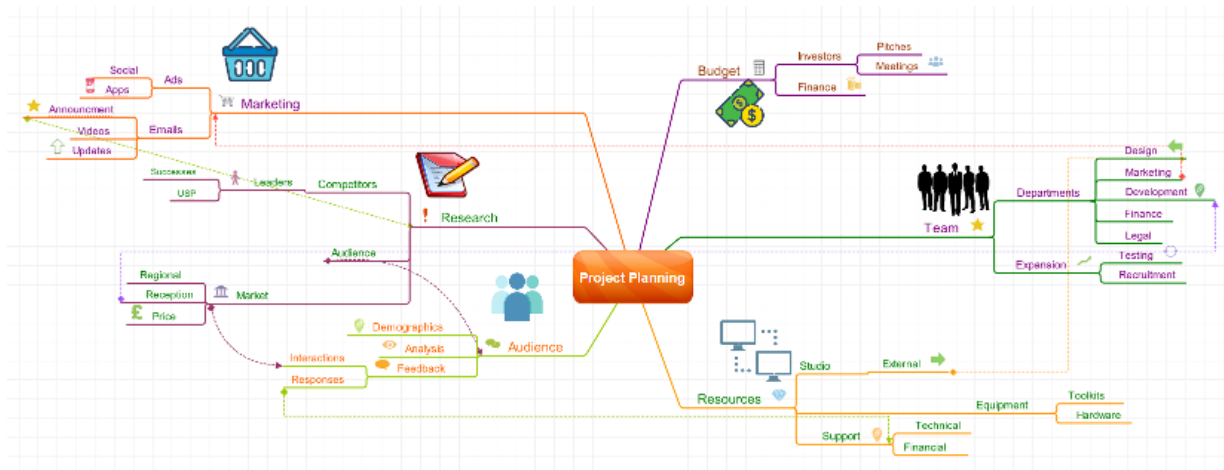 Project Planning
Marketing
Ads
Social
Apps
Emails
Announcment
Videos
Updates
Research
Competitors
Leaders
Successes
USP
Audience
Market
Regional
Reception
Price
Audience
Demographics
Analysis
Feedback
Interactions
Responses
Budget
Investors
Pitches
Meetings
Finance
Team
Departments
Design
Marketing
Development
Finance
Legal
Expansion
Testing
Recruitment
Resources
Studio
External
Equipment
Toolkits
Hardware
Support
Technical
Financial